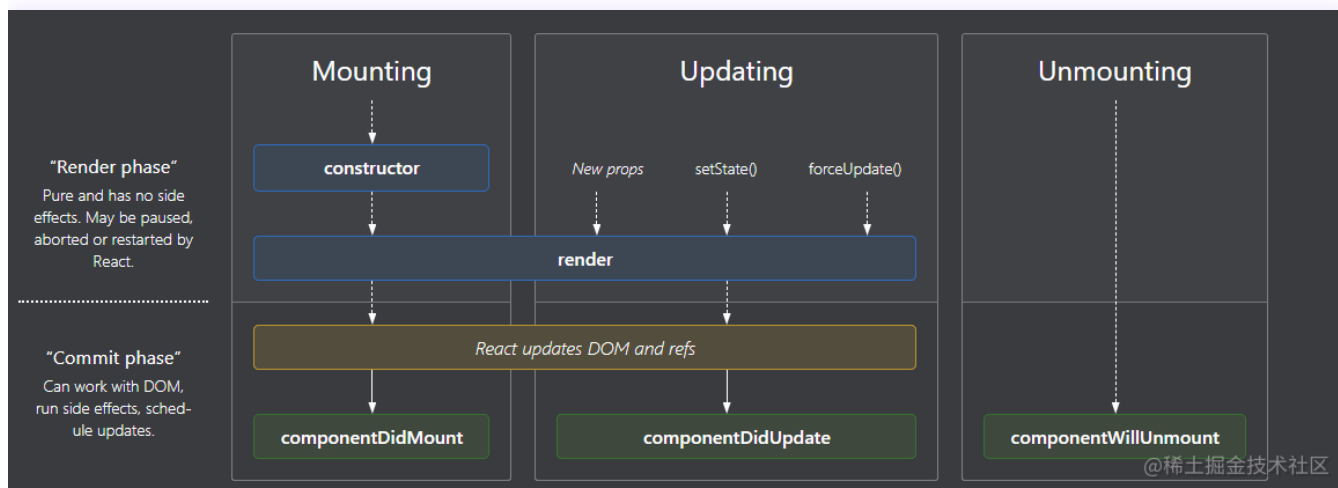 Mounting
Updating
Unmounting
“Render phase”
Pure and has no side
effects. May be paused,
aborted or restarted by
React.
constructor
New props
setState()
forceUpdate()
render
“Commit phase”
Can work with DOM,
run side effects, sched-
ule updates.
React updates DOM and refs
componentDidMount
componentDidUpdate
componentWillUnmount
@稀土掘金技术社区